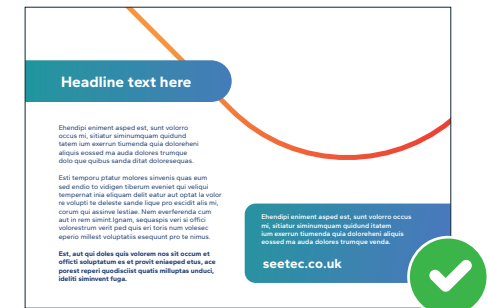 Headline text here
Ehendipi eniment asped est, sunt volorro
occus mi, sitiatur siminumquam quidund
tatem ium exerrun tiumenda quia doloreheni
aliquis eossed ma auda dolores trumque
dolo que quibus sanda ditat doloresequas.
Esti temporu ptatur molores sinvenis quas eum
sed endio to vidigen tiberum eveniet qui veliqui
tempernat inia eliquam delit eatur aut optat la volor
re volupti te deleste sande lique pro escidit alis mi,
corum qui assinve lestiae. Nem everferenda cum
aut in rem simint.Ignam, sequaspis veri si offici
volorestrum verit ped quis eri toris num volesec
eperio millest voluptatiis esequunt pro te nimus.
Est, aut qui doles quis volorem nos sit occum et
officti soluptatum es et provit eniaeped etus, ace
porest reperi quodisciist quatis milluptas unduci,
ideliti siminvent fuga.
Ehendipi eniment asped est, sunt volorro occus
mi, sitiatur siminumquam quidund itatem
ium exerrun tiumenda quia doloreheni aliquis
eossed ma auda dolores trumque venda.
seetec.co.uk